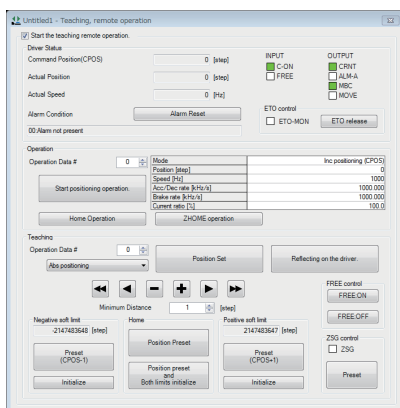 Untitled1 - Teaching, remote operation
Start the teaching remote operation.
Driver Status
Command Position(CPOS) 0 [step]
Actual Position 0 [step]
Actual Speed 0 [Hz]
Alarm Condition Alarm Reset
00:Alarm not present
INPUT OUTPUT
C-ON CRNT
FREE ALM-A
MBC
MOVE
ETO control
ETO-MON ETO release
Operation
Operation Data # 0
Start positioning operation.
Mode Inc positioning (CPOS)
Position [step] 0
Speed [Hz] 1000
Acc/Dec rate [kHz/s] 1000.000
Brake rate [kHz/s] 1000.000
Current ratio [%] 100.0
Home Operation ZHOME operation
Teaching
Operation Data # 0
Abs positioning
Position Set Reflecting on the driver.
Minimum Distance 1 [step]
Negative soft limit
-2147483648 [step]
Preset
(CPOS-1)
Initialize
Home
Position Preset
Position preset
and
Both limits initialize
Positive soft limit
2147483647 [step]
Preset
(CPOS+1)
Initialize
FREE control
FREE:ON
FREE:OFF
ZSG control
ZSG
Preset